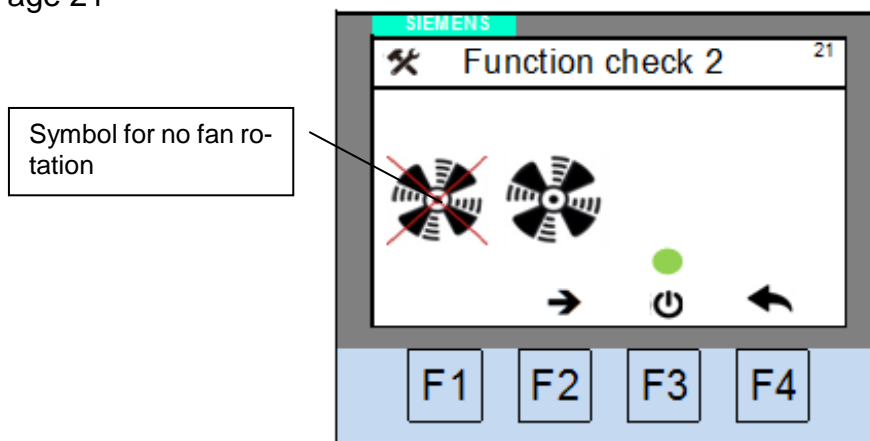 age 21
SIEMENS
Function check 2
21
Symbol for no fan ro-
tation
F1 F2 F3 F4